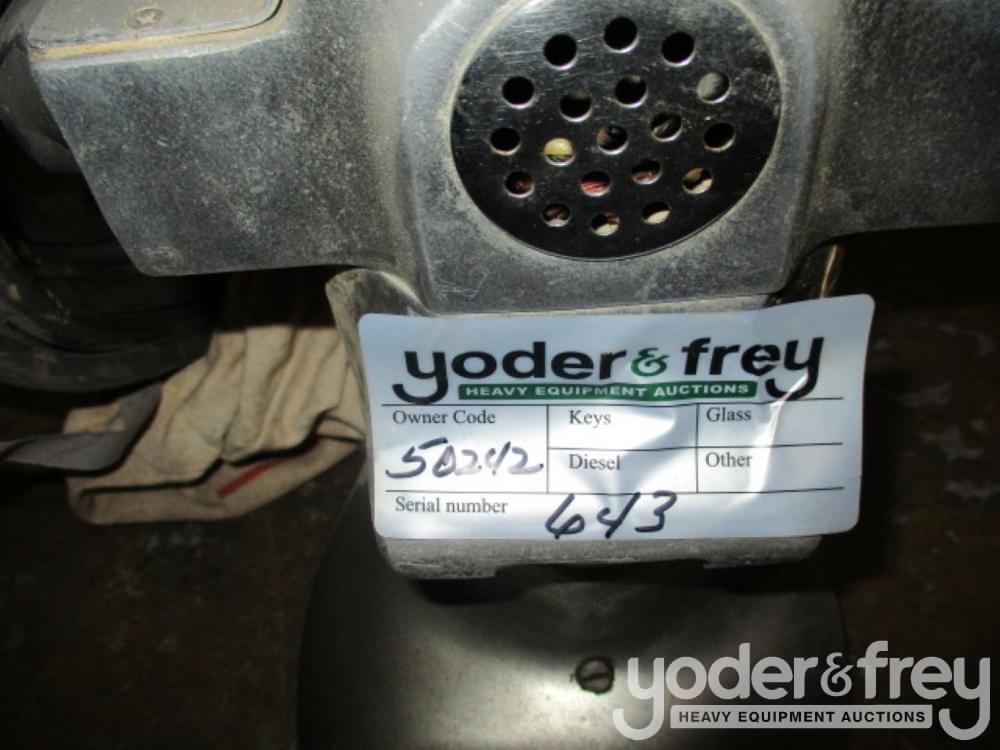 yoder & frey
HEAVY EQUIPMENT AUCTIONS
Owner Code Keys Glass
50242 Diesel Other
Serial number 643
yoder & frey
HEAVY EQUIPMENT AUCTIONS